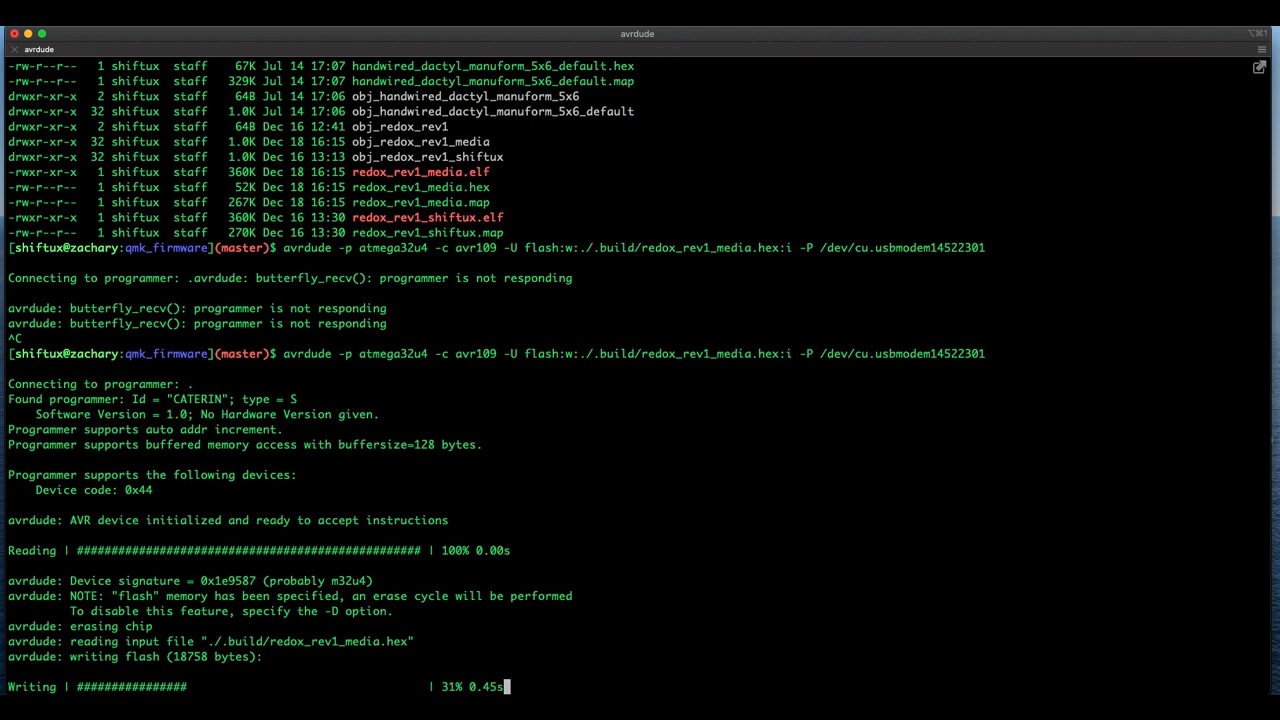 avrdude
⌥⌘1
avrdude
-rw-r--r-- 1 shiftux staff 67K Jul 14 17:07 handwired_dactyl_manuform_5x6_default.hex
-rw-r--r-- 1 shiftux staff 329K Jul 14 17:07 handwired_dactyl_manuform_5x6_default.map
drwxr-xr-x 2 shiftux staff 64B Jul 14 17:06 obj_handwired_dactyl_manuform_5x6
drwxr-xr-x 32 shiftux staff 1.0K Jul 14 17:06 obj_handwired_dactyl_manuform_5x6_default
drwxr-xr-x 2 shiftux staff 64B Dec 16 12:41 obj_redox_rev1
drwxr-xr-x 32 shiftux staff 1.0K Dec 18 16:15 obj_redox_rev1_media
drwxr-xr-x 32 shiftux staff 1.0K Dec 16 13:13 obj_redox_rev1_shiftux
-rwxr-xr-x 1 shiftux staff 360K Dec 18 16:15 redox_rev1_media.elf
-rw-r--r-- 1 shiftux staff 52K Dec 18 16:15 redox_rev1_media.hex
-rw-r--r-- 1 shiftux staff 267K Dec 18 16:15 redox_rev1_media.map
-rwxr-xr-x 1 shiftux staff 360K Dec 16 13:30 redox_rev1_shiftux.elf
-rw-r--r-- 1 shiftux staff 270K Dec 16 13:30 redox_rev1_shiftux.map
[shiftux@zachary:qmk_firmware](master)$ avrdude -p atmega32u4 -c avr109 -U flash:w:./.build/redox_rev1_media.hex:i -P /dev/cu.usbmodem14522301
Connecting to programmer: .avrdude: butterfly_recv(): programmer is not responding
avrdude: butterfly_recv(): programmer is not responding
avrdude: butterfly_recv(): programmer is not responding
^C
[shiftux@zachary:qmk_firmware](master)$ avrdude -p atmega32u4 -c avr109 -U flash:w:./.build/redox_rev1_media.hex:i -P /dev/cu.usbmodem14522301
Connecting to programmer: .
Found programmer: Id = "CATERIN"; type = S
Software Version = 1.0; No Hardware Version given.
Programmer supports auto addr increment.
Programmer supports buffered memory access with buffersize=128 bytes.
Programmer supports the following devices:
Device code: 0x44
avrdude: AVR device initialized and ready to accept instructions
Reading | ################################################## | 100% 0.00s
avrdude: Device signature = 0x1e9587 (probably m32u4)
avrdude: NOTE: "flash" memory has been specified, an erase cycle will be performed
To disable this feature, specify the -D option.
avrdude: erasing chip
avrdude: reading input file "./.build/redox_rev1_media.hex"
avrdude: writing flash (18758 bytes):
Writing | ################ | 31% 0.45s